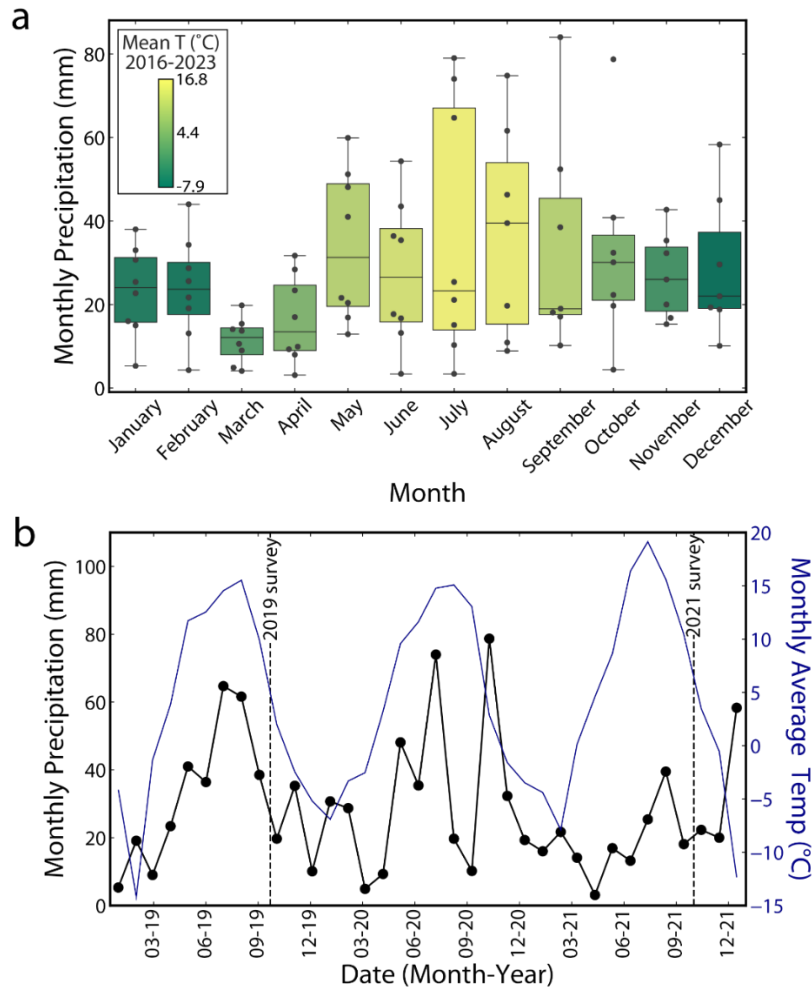 a
Mean T (°C)
2016-2023
16.8
4.4
-7.9
Monthly Precipitation (mm)
80
60
40
20
0
January
February
March
April
May
June
July
August
September
October
November
December
Month
b
Monthly Precipitation (mm)
100
80
60
40
20
0
2019 survey
2021 survey
20
15
10
5
0
−5
−10
−15
Monthly Average Temp (°C)
03-19
06-19
09-19
12-19
03-20
06-20
09-20
12-20
03-21
06-21
09-21
12-21
Date (Month-Year)